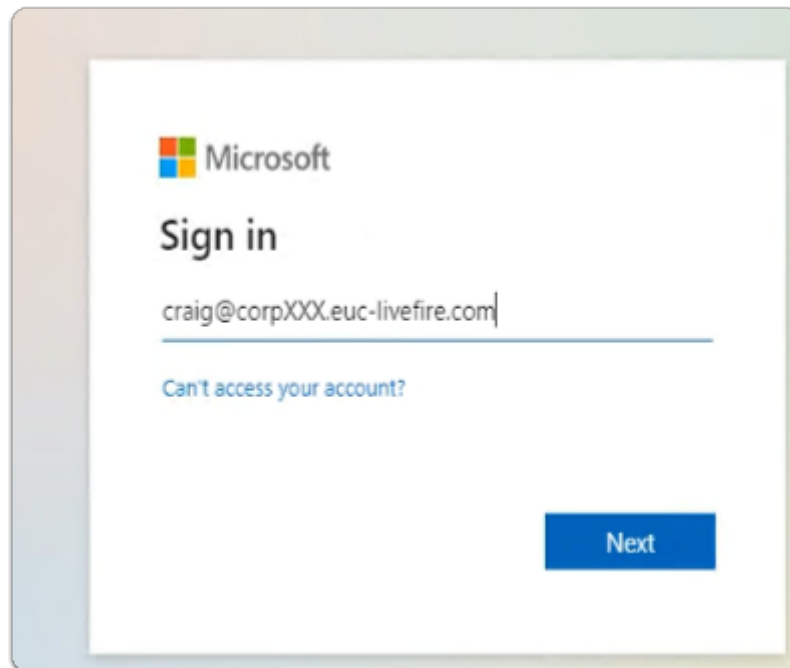 Microsoft
Sign in
craig@corpXXX.euc-livefire.com
Can't access your account?
Next